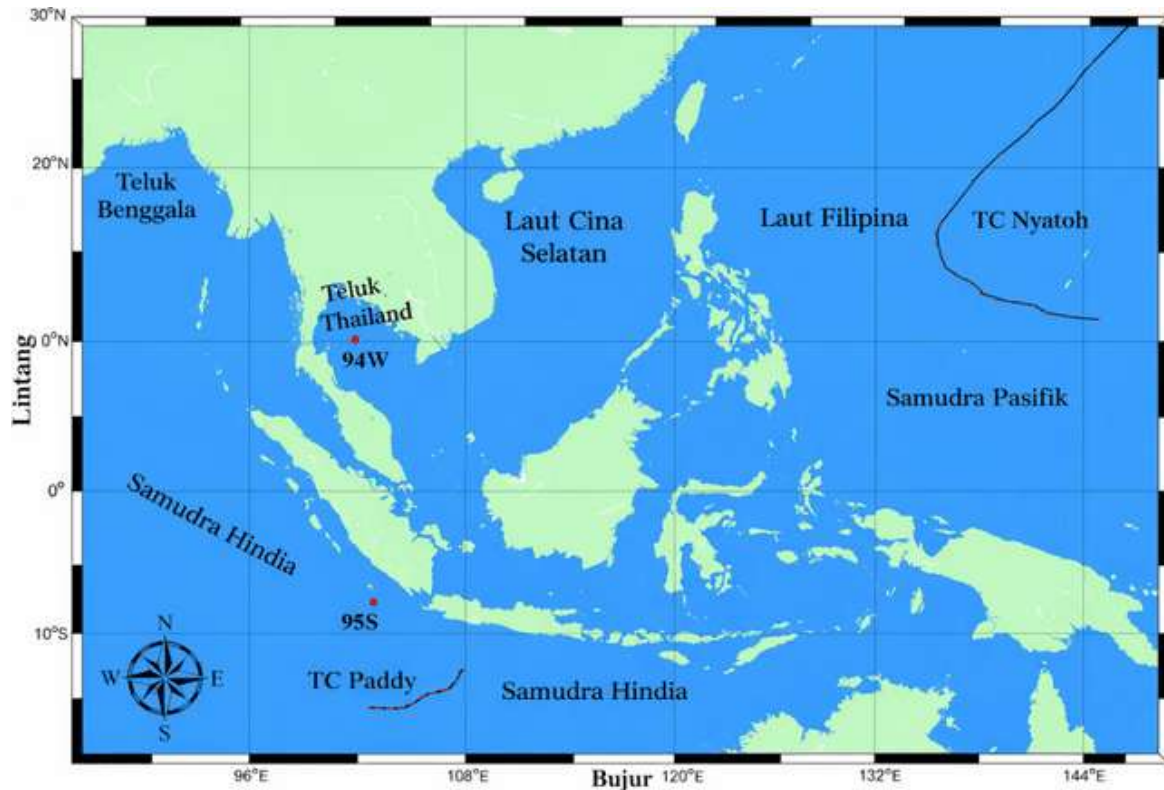 30°N
20°N
Teluk
Benggala
Laut Cina
Selatan
Laut Filipina
TC Nyatoh
Teluk
Thailand
0°N
94W
Lintang
Samudra Pasifik
0°
Samudra Hindia
95S
10°S
N
W
E
S
TC Paddy
Samudra Hindia
96°E
108°E
Bujur
120°E
132°E
144°E